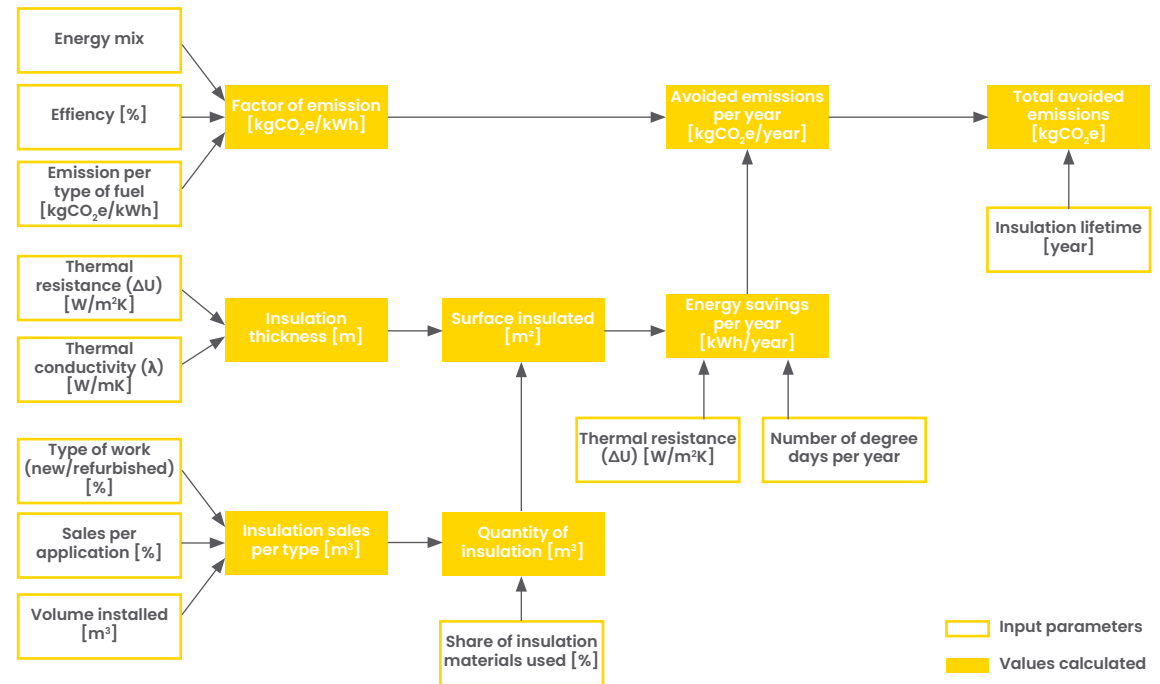 Energy mix
Effiency [%]
Emission per
type of fuel
[kgCO₂e/kWh]
Factor of emission
[kgCO₂e/kWh]
Avoided emissions
per year
[kgCO₂e/year]
Total avoided
emissions
[kgCO₂e]
Insulation lifetime
[year]
Thermal
resistance (ΔU)
[W/m²K]
Thermal
conductivity (λ)
[W/mK]
Insulation
thickness [m]
Surface insulated
[m²]
Energy savings
per year
[kWh/year]
Thermal resistance
(ΔU) [W/m²K]
Number of degree
days per year
Type of work
(new/refurbished)
[%]
Sales per
application [%]
Volume installed
[m³]
Insulation sales
per type [m³]
Quantity of
insulation [m³]
Share of insulation
materials used [%]
Input parameters
Values calculated